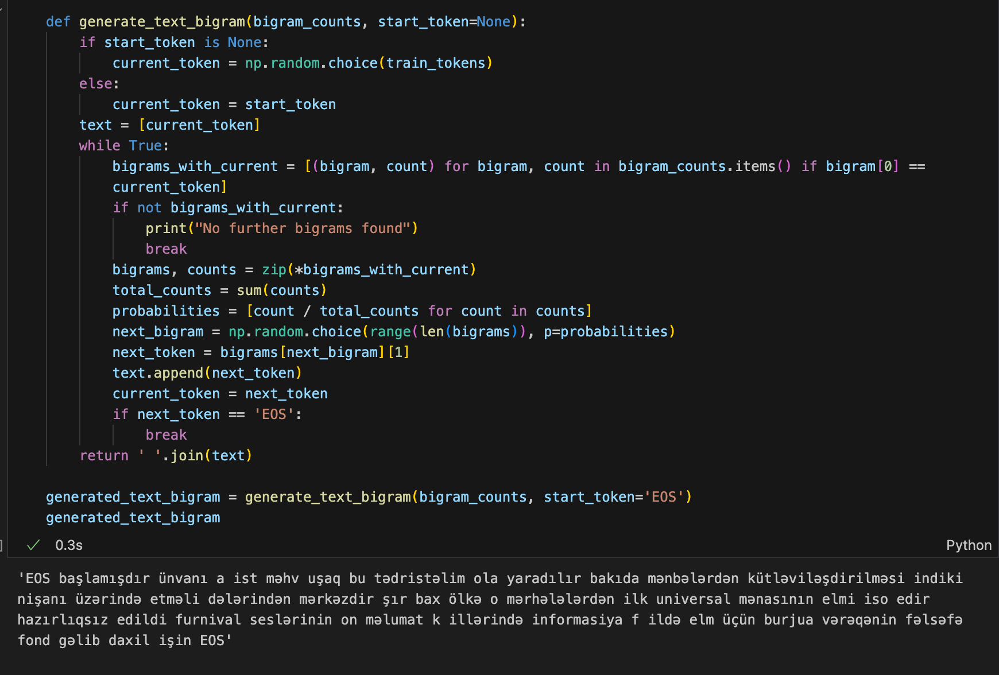 def generate_text_bigram(bigram_counts, start_token=None):
    if start_token is None:
        current_token = np.random.choice(train_tokens)
    else:
        current_token = start_token
    text = [current_token]
    while True:
        bigrams_with_current = [(bigram, count) for bigram, count in bigram_counts.items() if bigram[0] ==
        current_token]
        if not bigrams_with_current:
            print("No further bigrams found")
            break
        bigrams, counts = zip(*bigrams_with_current)
        total_counts = sum(counts)
        probabilities = [count / total_counts for count in counts]
        next_bigram = np.random.choice(range(len(bigrams)), p=probabilities)
        next_token = bigrams[next_bigram][1]
        text.append(next_token)
        current_token = next_token
        if next_token == 'EOS':
            break
    return ' '.join(text)

generated_text_bigram = generate_text_bigram(bigram_counts, start_token='EOS')
generated_text_bigram
] ✓ 0.3s Python
'EOS başlamışdır ünvanı a ist məhv uşaq bu tədristəlim ola yaradılır bakıda mənbələrdən kütləviləşdirilməsi indiki
nişanı üzərində etməli dələrindən mərkəzdir şır bax ölkə o mərhələlərdən ilk universal mənasının elmi iso edir
hazırlıqsız edildi furnival seslərinin on məlumat k illərində informasiya f ildə elm üçün burjua vərəqənin fəlsəfə
fond gəlib daxil işin EOS'